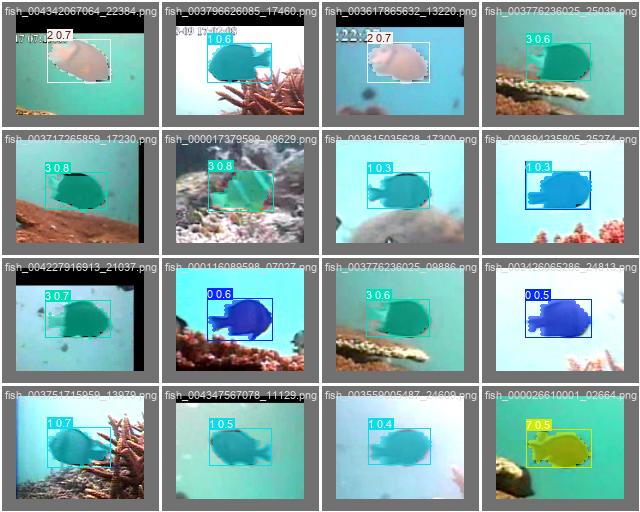 fish_004342067064_22384.png
fish_003796626085_17460.png
fish_003617865632_13220.png
fish_003776236025_25039.png
2 0.7
1 0.6
2 0.7
3 0.6
fish_003717265859_17230.png
fish_000017379599_08629.png
fish_003615035628_17300.png
fish_003694235805_25274.png
3 0.8
3 0.8
1 0.3
1 0.3
fish_004227916913_21037.png
fish_000116089598_07027.png
fish_003776236025_09886.png
fish_003426065286_24813.png
3 0.7
0 0.6
3 0.6
0 0.5
fish_003751715959_13979.png
fish_004347567078_11129.png
fish_003559005487_24609.png
fish_000026610001_02664.png
1 0.7
1 0.5
1 0.4
7 0.5